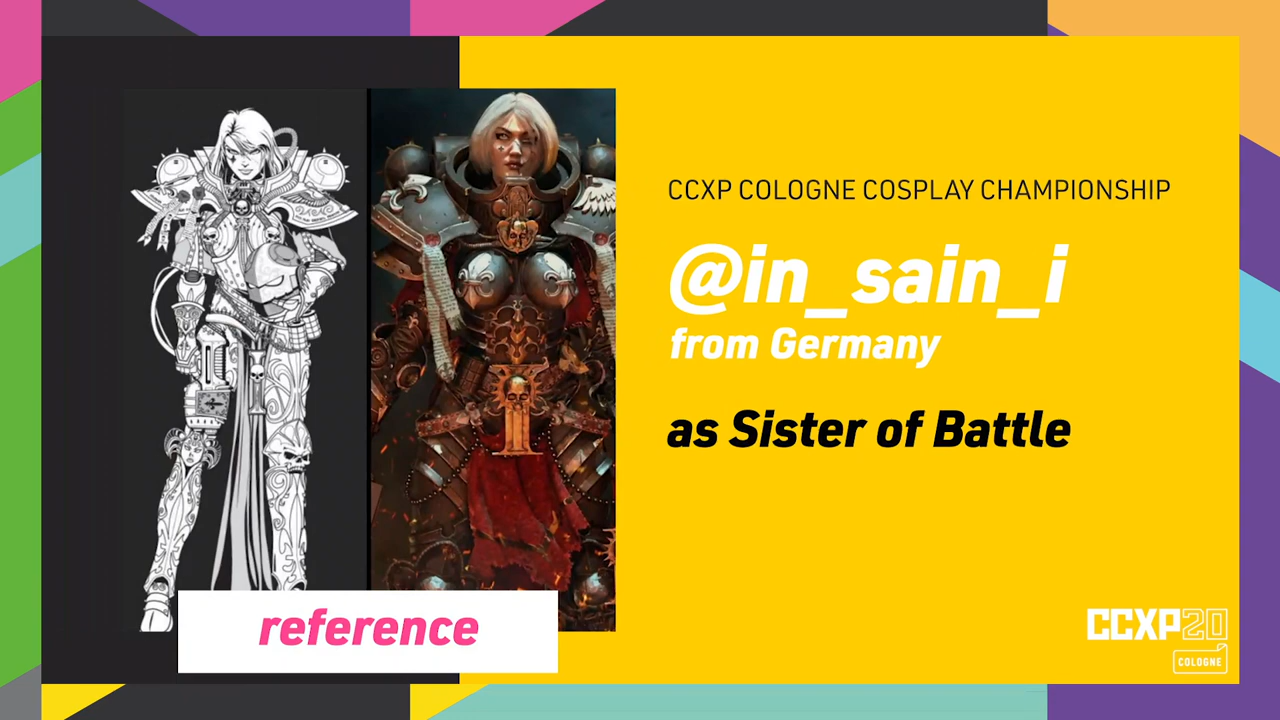 CCXP COLOGNE COSPLAY CHAMPIONSHIP
@in_sain_i
from Germany
as Sister of Battle
reference
CCXP20
COLOGNE